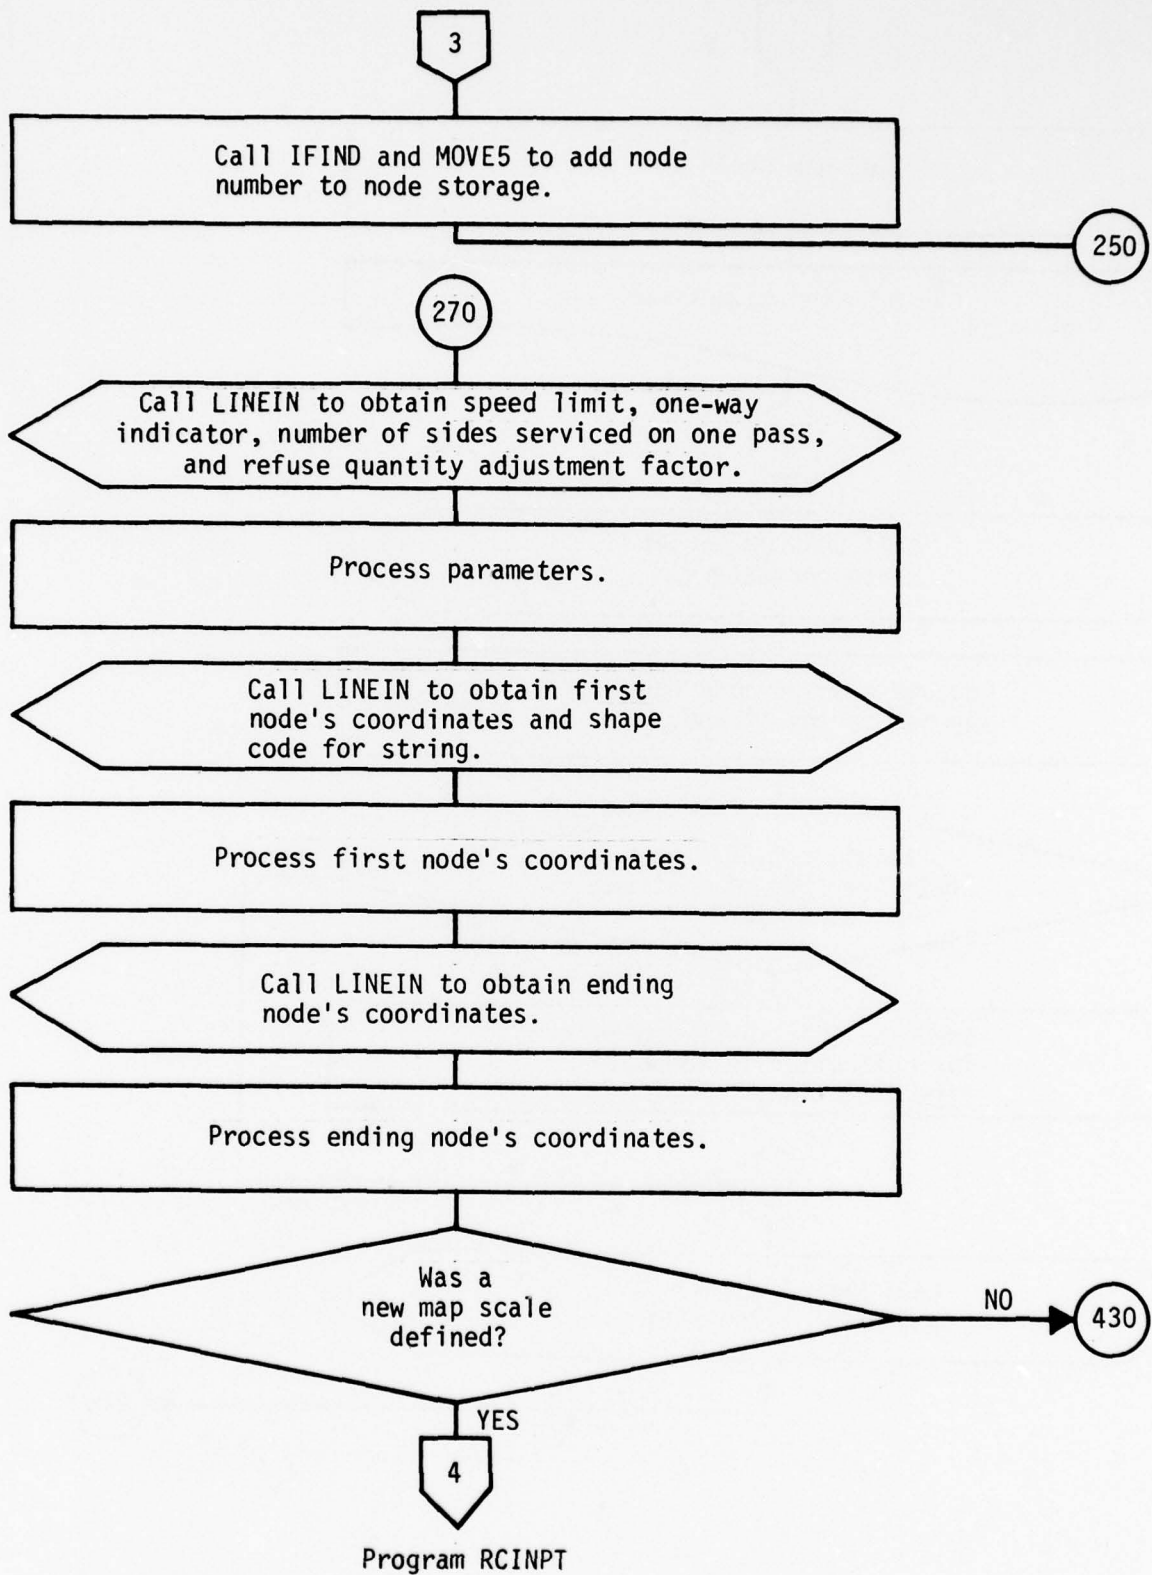 3
Call IFIND and MOVE5 to add node
number to node storage.
250
270
Call LINEIN to obtain speed limit, one-way
indicator, number of sides serviced on one pass,
and refuse quantity adjustment factor.
Process parameters.
Call LINEIN to obtain first
node's coordinates and shape
code for string.
Process first node's coordinates.
Call LINEIN to obtain ending
node's coordinates.
Process ending node's coordinates.
Was a
new map scale
defined?
NO
430
YES
4
Program RCINPT